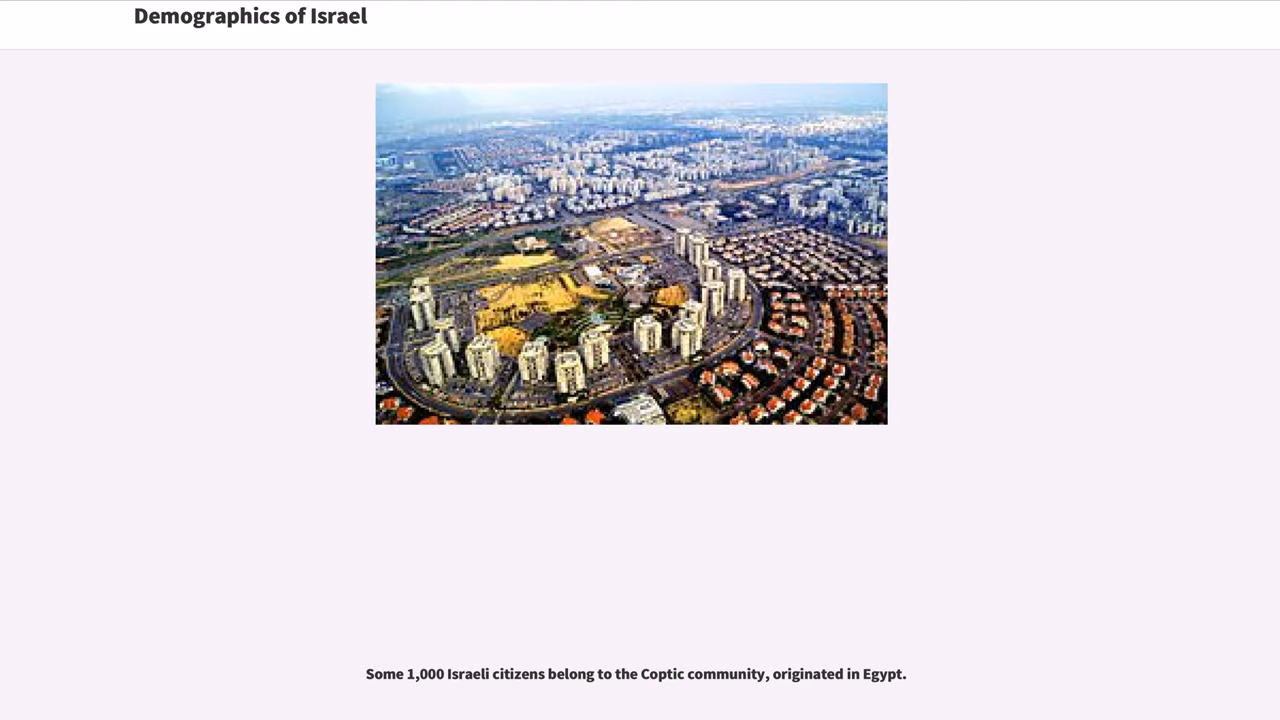 Demographics of Israel
Some 1,000 Israeli citizens belong to the Coptic community, originated in Egypt.